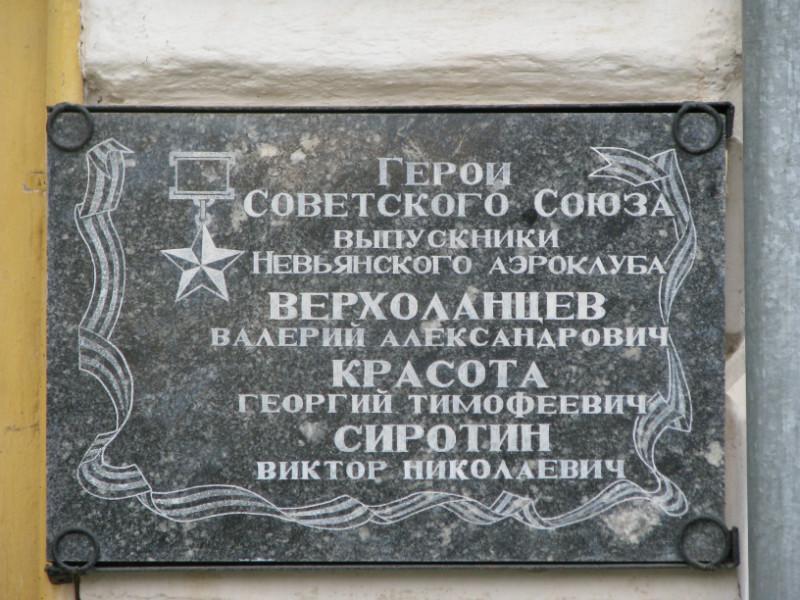 Герои
Советского Союза
выпускники
Невьянского аэроклуба
ВЕРХОЛАНЦЕВ
ВАЛЕРИЙ АЛЕКСАНДРОВИЧ
КРАСОТА
ГЕОРГИЙ ТИМОФЕЕВИЧ
СИРОТИН
ВИКТОР НИКОЛАЕВИЧ